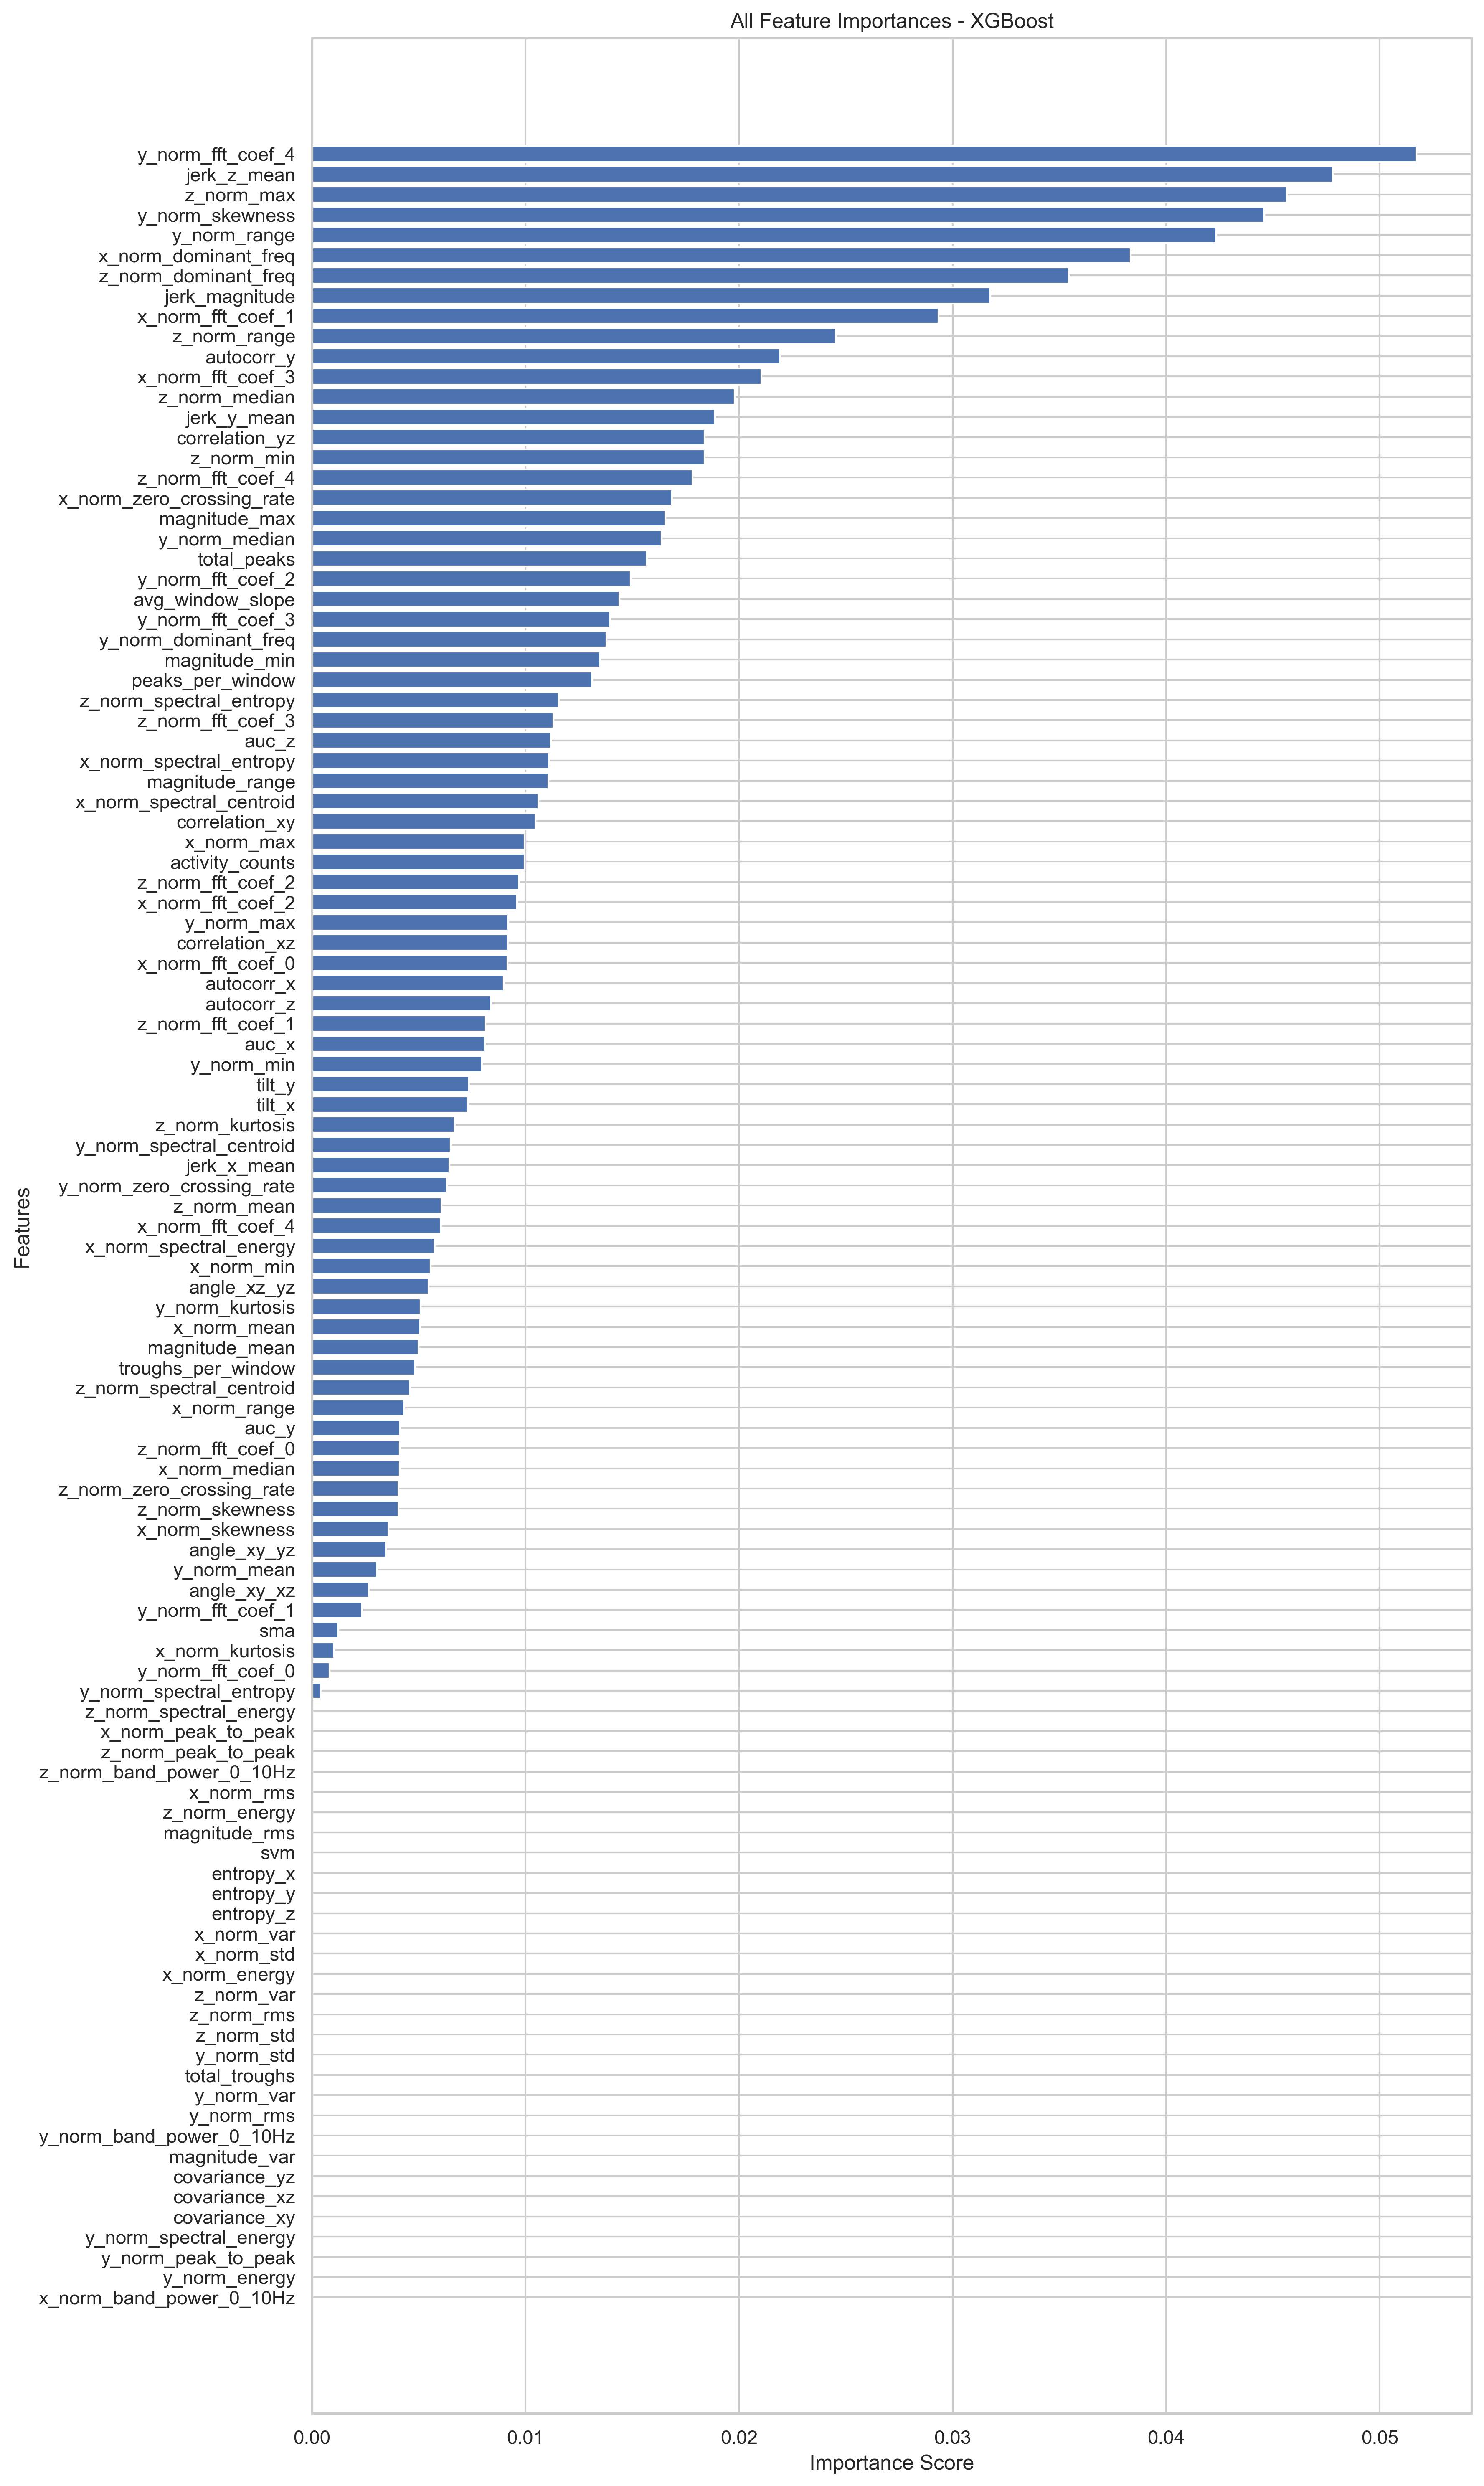 All Feature Importances - XGBoost
y_norm_fft_coef_4
jerk_z_mean
z_norm_max
y_norm_skewness
y_norm_range
x_norm_dominant_freq
z_norm_dominant_freq
jerk_magnitude
x_norm_fft_coef_1
z_norm_range
autocorr_y
x_norm_fft_coef_3
z_norm_median
jerk_y_mean
correlation_yz
z_norm_min
z_norm_fft_coef_4
x_norm_zero_crossing_rate
magnitude_max
y_norm_median
total_peaks
y_norm_fft_coef_2
avg_window_slope
y_norm_fft_coef_3
y_norm_dominant_freq
magnitude_min
peaks_per_window
z_norm_spectral_entropy
z_norm_fft_coef_3
auc_z
x_norm_spectral_entropy
magnitude_range
x_norm_spectral_centroid
correlation_xy
x_norm_max
activity_counts
z_norm_fft_coef_2
x_norm_fft_coef_2
y_norm_max
correlation_xz
x_norm_fft_coef_0
autocorr_x
autocorr_z
z_norm_fft_coef_1
auc_x
y_norm_min
tilt_y
tilt_x
z_norm_kurtosis
y_norm_spectral_centroid
jerk_x_mean
y_norm_zero_crossing_rate
z_norm_mean
x_norm_fft_coef_4
x_norm_spectral_energy
x_norm_min
angle_xz_yz
y_norm_kurtosis
x_norm_mean
magnitude_mean
troughs_per_window
z_norm_spectral_centroid
x_norm_range
auc_y
z_norm_fft_coef_0
x_norm_median
z_norm_zero_crossing_rate
z_norm_skewness
x_norm_skewness
angle_xy_yz
y_norm_mean
angle_xy_xz
y_norm_fft_coef_1
sma
x_norm_kurtosis
y_norm_fft_coef_0
y_norm_spectral_entropy
z_norm_spectral_energy
x_norm_peak_to_peak
z_norm_peak_to_peak
z_norm_band_power_0_10Hz
x_norm_rms
z_norm_energy
magnitude_rms
svm
entropy_x
entropy_y
entropy_z
x_norm_var
x_norm_std
x_norm_energy
z_norm_var
z_norm_rms
z_norm_std
y_norm_std
total_troughs
y_norm_var
y_norm_rms
y_norm_band_power_0_10Hz
magnitude_var
covariance_yz
covariance_xz
covariance_xy
y_norm_spectral_energy
y_norm_peak_to_peak
y_norm_energy
x_norm_band_power_0_10Hz
Features
0.00 0.01 0.02 0.03 0.04 0.05
Importance Score